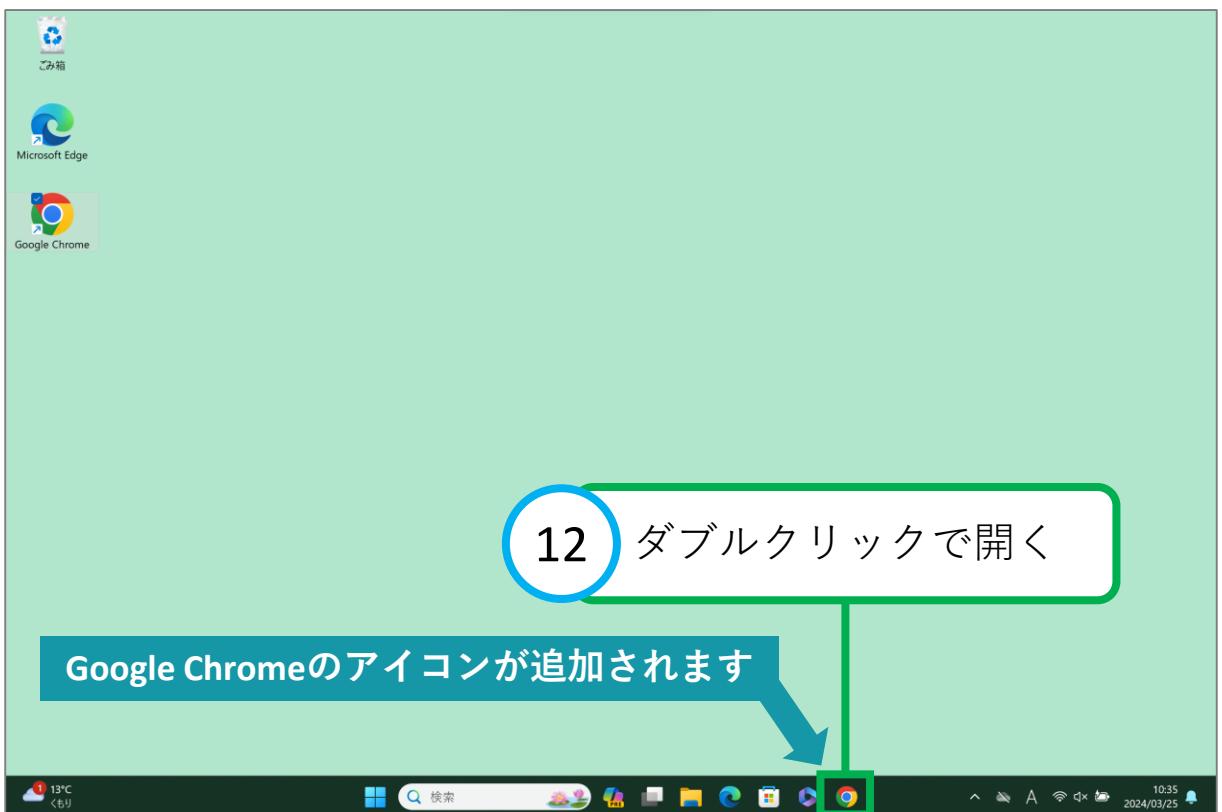 ごみ箱
Microsoft Edge
Google Chrome
12 ダブルクリックで開く
Google Chromeのアイコンが追加されます
1
13°C
くもり
検索
PRE
A
10:35
2024/03/25